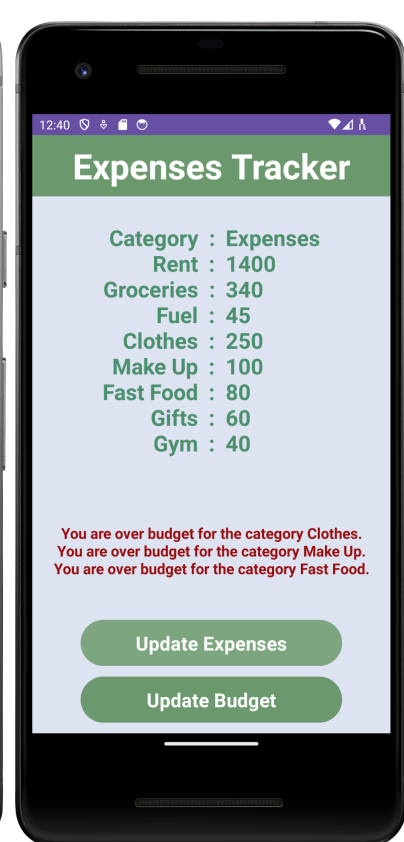 12:40
Expenses Tracker
Category : Expenses
Rent : 1400
Groceries : 340
Fuel : 45
Clothes : 250
Make Up : 100
Fast Food : 80
Gifts : 60
Gym : 40
You are over budget for the category Clothes.
You are over budget for the category Make Up.
You are over budget for the category Fast Food.
Update Expenses
Update Budget